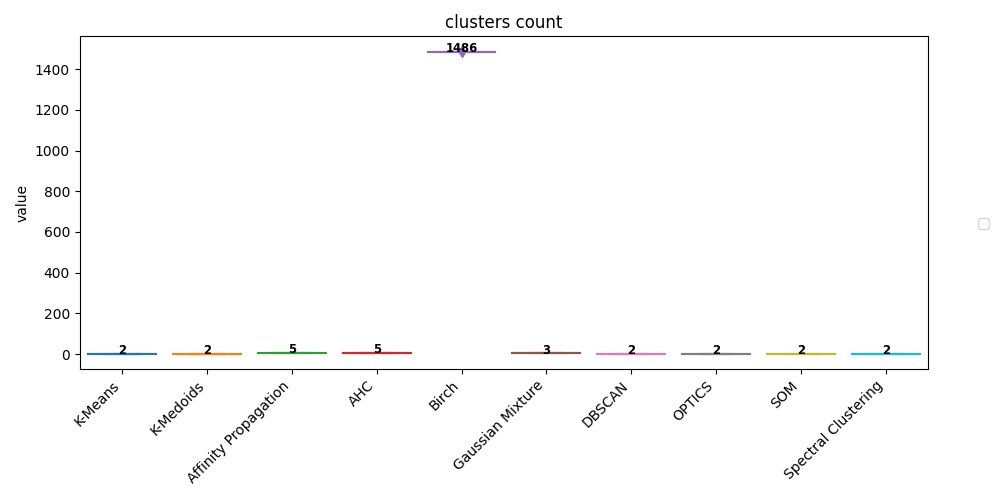 clusters count
1486
1400
1200
1000
800
600
400
200
0
value
2 2 5 5 3 2 2 2 2
K-Means
K-Medoids
Affinity Propagation
AHC
Birch
Gaussian Mixture
DBSCAN
OPTICS
SOM
Spectral Clustering